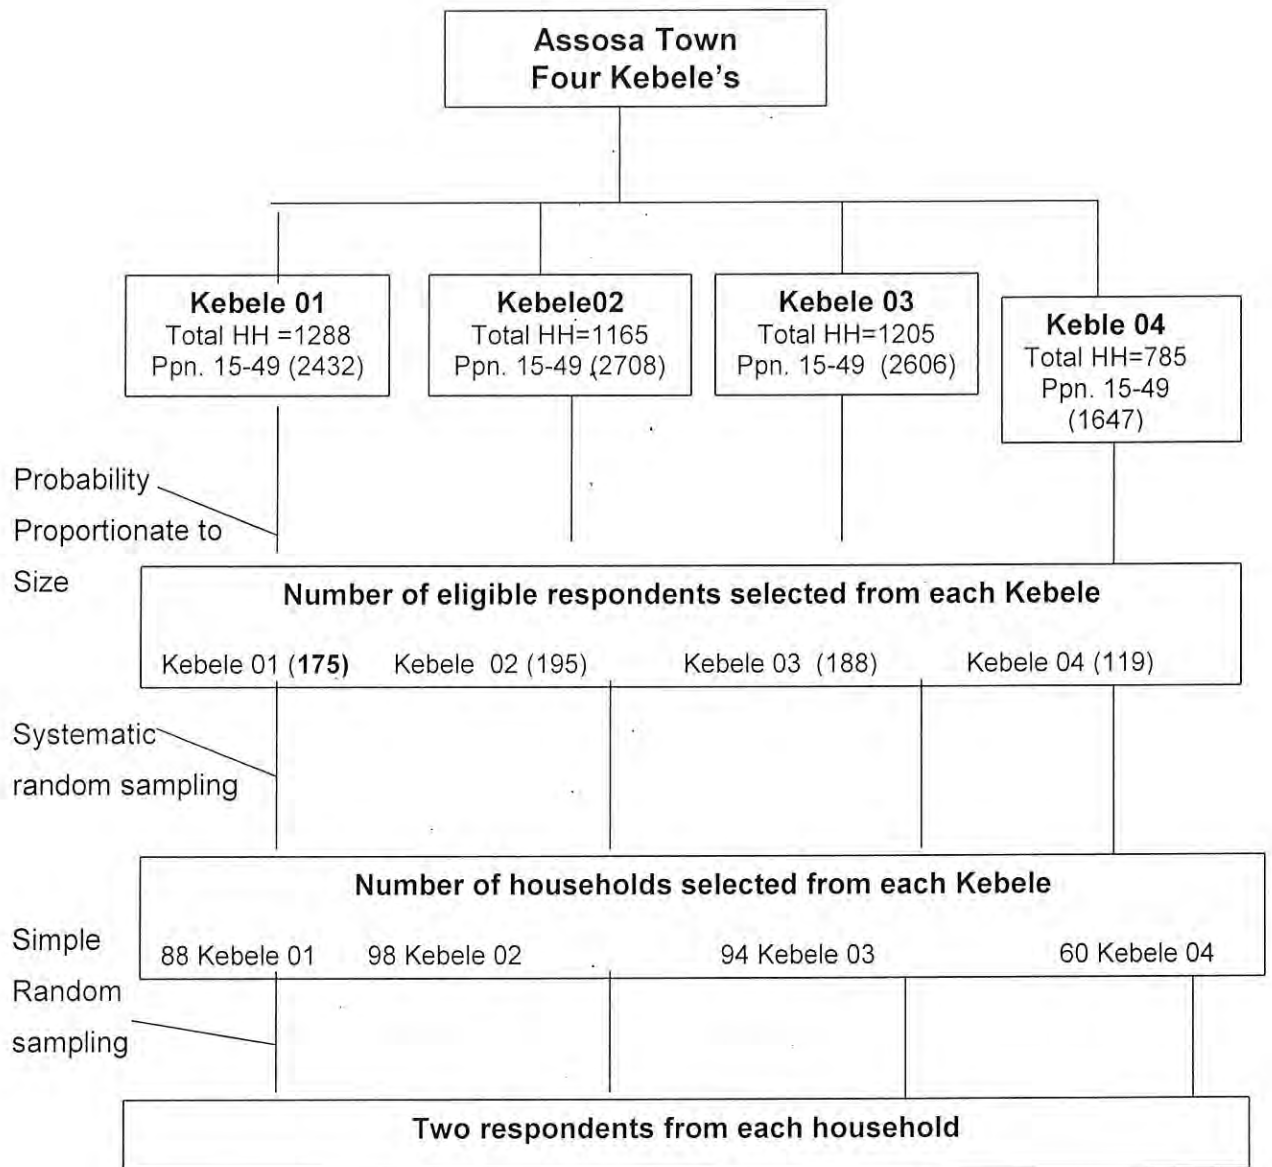 Assosa Town
Four Kebele's
Kebele 01
Total HH =1288
Ppn. 15-49 (2432)
Kebele02
Total HH=1165
Ppn. 15-49 (2708)
Kebele 03
Total HH=1205
Ppn. 15-49 (2606)
Keble 04
Total HH=785
Ppn. 15-49
(1647)
Probability
Proportionate to
Size
Number of eligible respondents selected from each Kebele
Kebele 01 (175) Kebele 02 (195) Kebele 03 (188) Kebele 04 (119)
Systematic
random sampling
Number of households selected from each Kebele
88 Kebele 01 98 Kebele 02 94 Kebele 03 60 Kebele 04
Simple
Random
sampling
Two respondents from each household